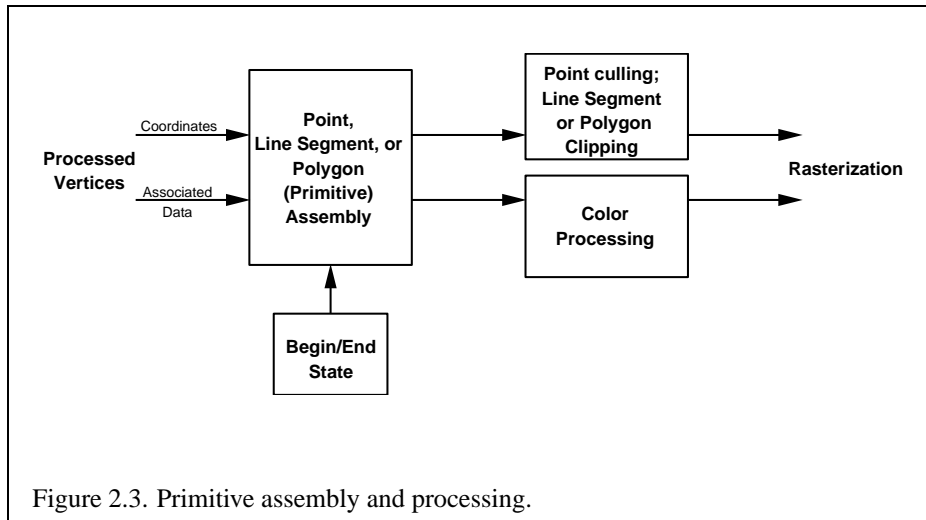 Coordinates
Processed
Vertices
Associated
Data
Point,
Line Segment, or
Polygon
(Primitive)
Assembly
Begin/End
State
Point culling;
Line Segment
or Polygon
Clipping
Color
Processing
Rasterization
Figure 2.3. Primitive assembly and processing.